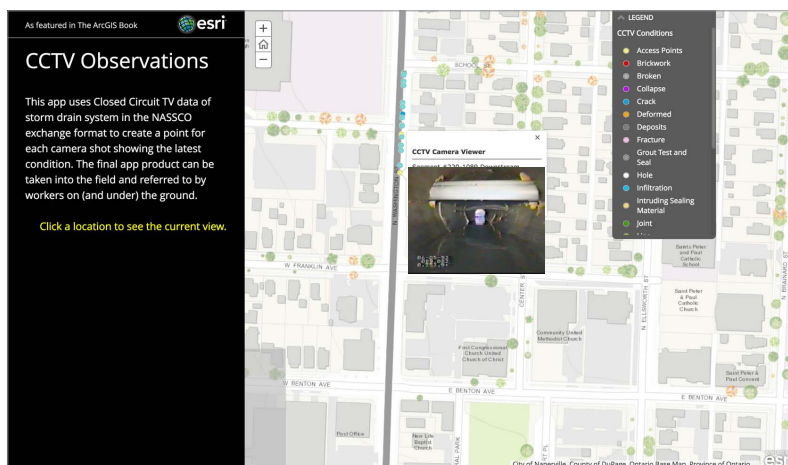 As featured in The ArcGIS Book
esri
CCTV Observations
This app uses Closed Circuit TV data of
storm drain system in the NASSCO
exchange format to create a point for
each camera shot showing the latest
condition. The final app product can be
taken into the field and referred to by
workers on (and under) the ground.
Click a location to see the current view.
LEGEND
CCTV Conditions
Access Points
Brickwork
Broken
Collapse
Crack
Deformed
Deposits
Fracture
Grout Test and
Seal
Hole
Infiltration
Intruding Sealing
Material
Joint
SCHOOL
CCTV Camera Viewer
N WASHINGTON
W FRANKLIN AVE
CENTER
N ELLSWORTH ST
N BRAINARD ST
Saints Peter
and Paul
Catholic
School
Saint Peter
& Paul
Catholic
Church
Community United
Methodist Church
First Congregational
Church United
Church of Christ
Saint Peter &
Paul Convent
W BENTON AVE
E BENTON AVE
E BENTON AVE
Post Office
New Life
Baptist
Church
City of Naperville, County of DuPage, Ontario Base Map, Province of Ontario